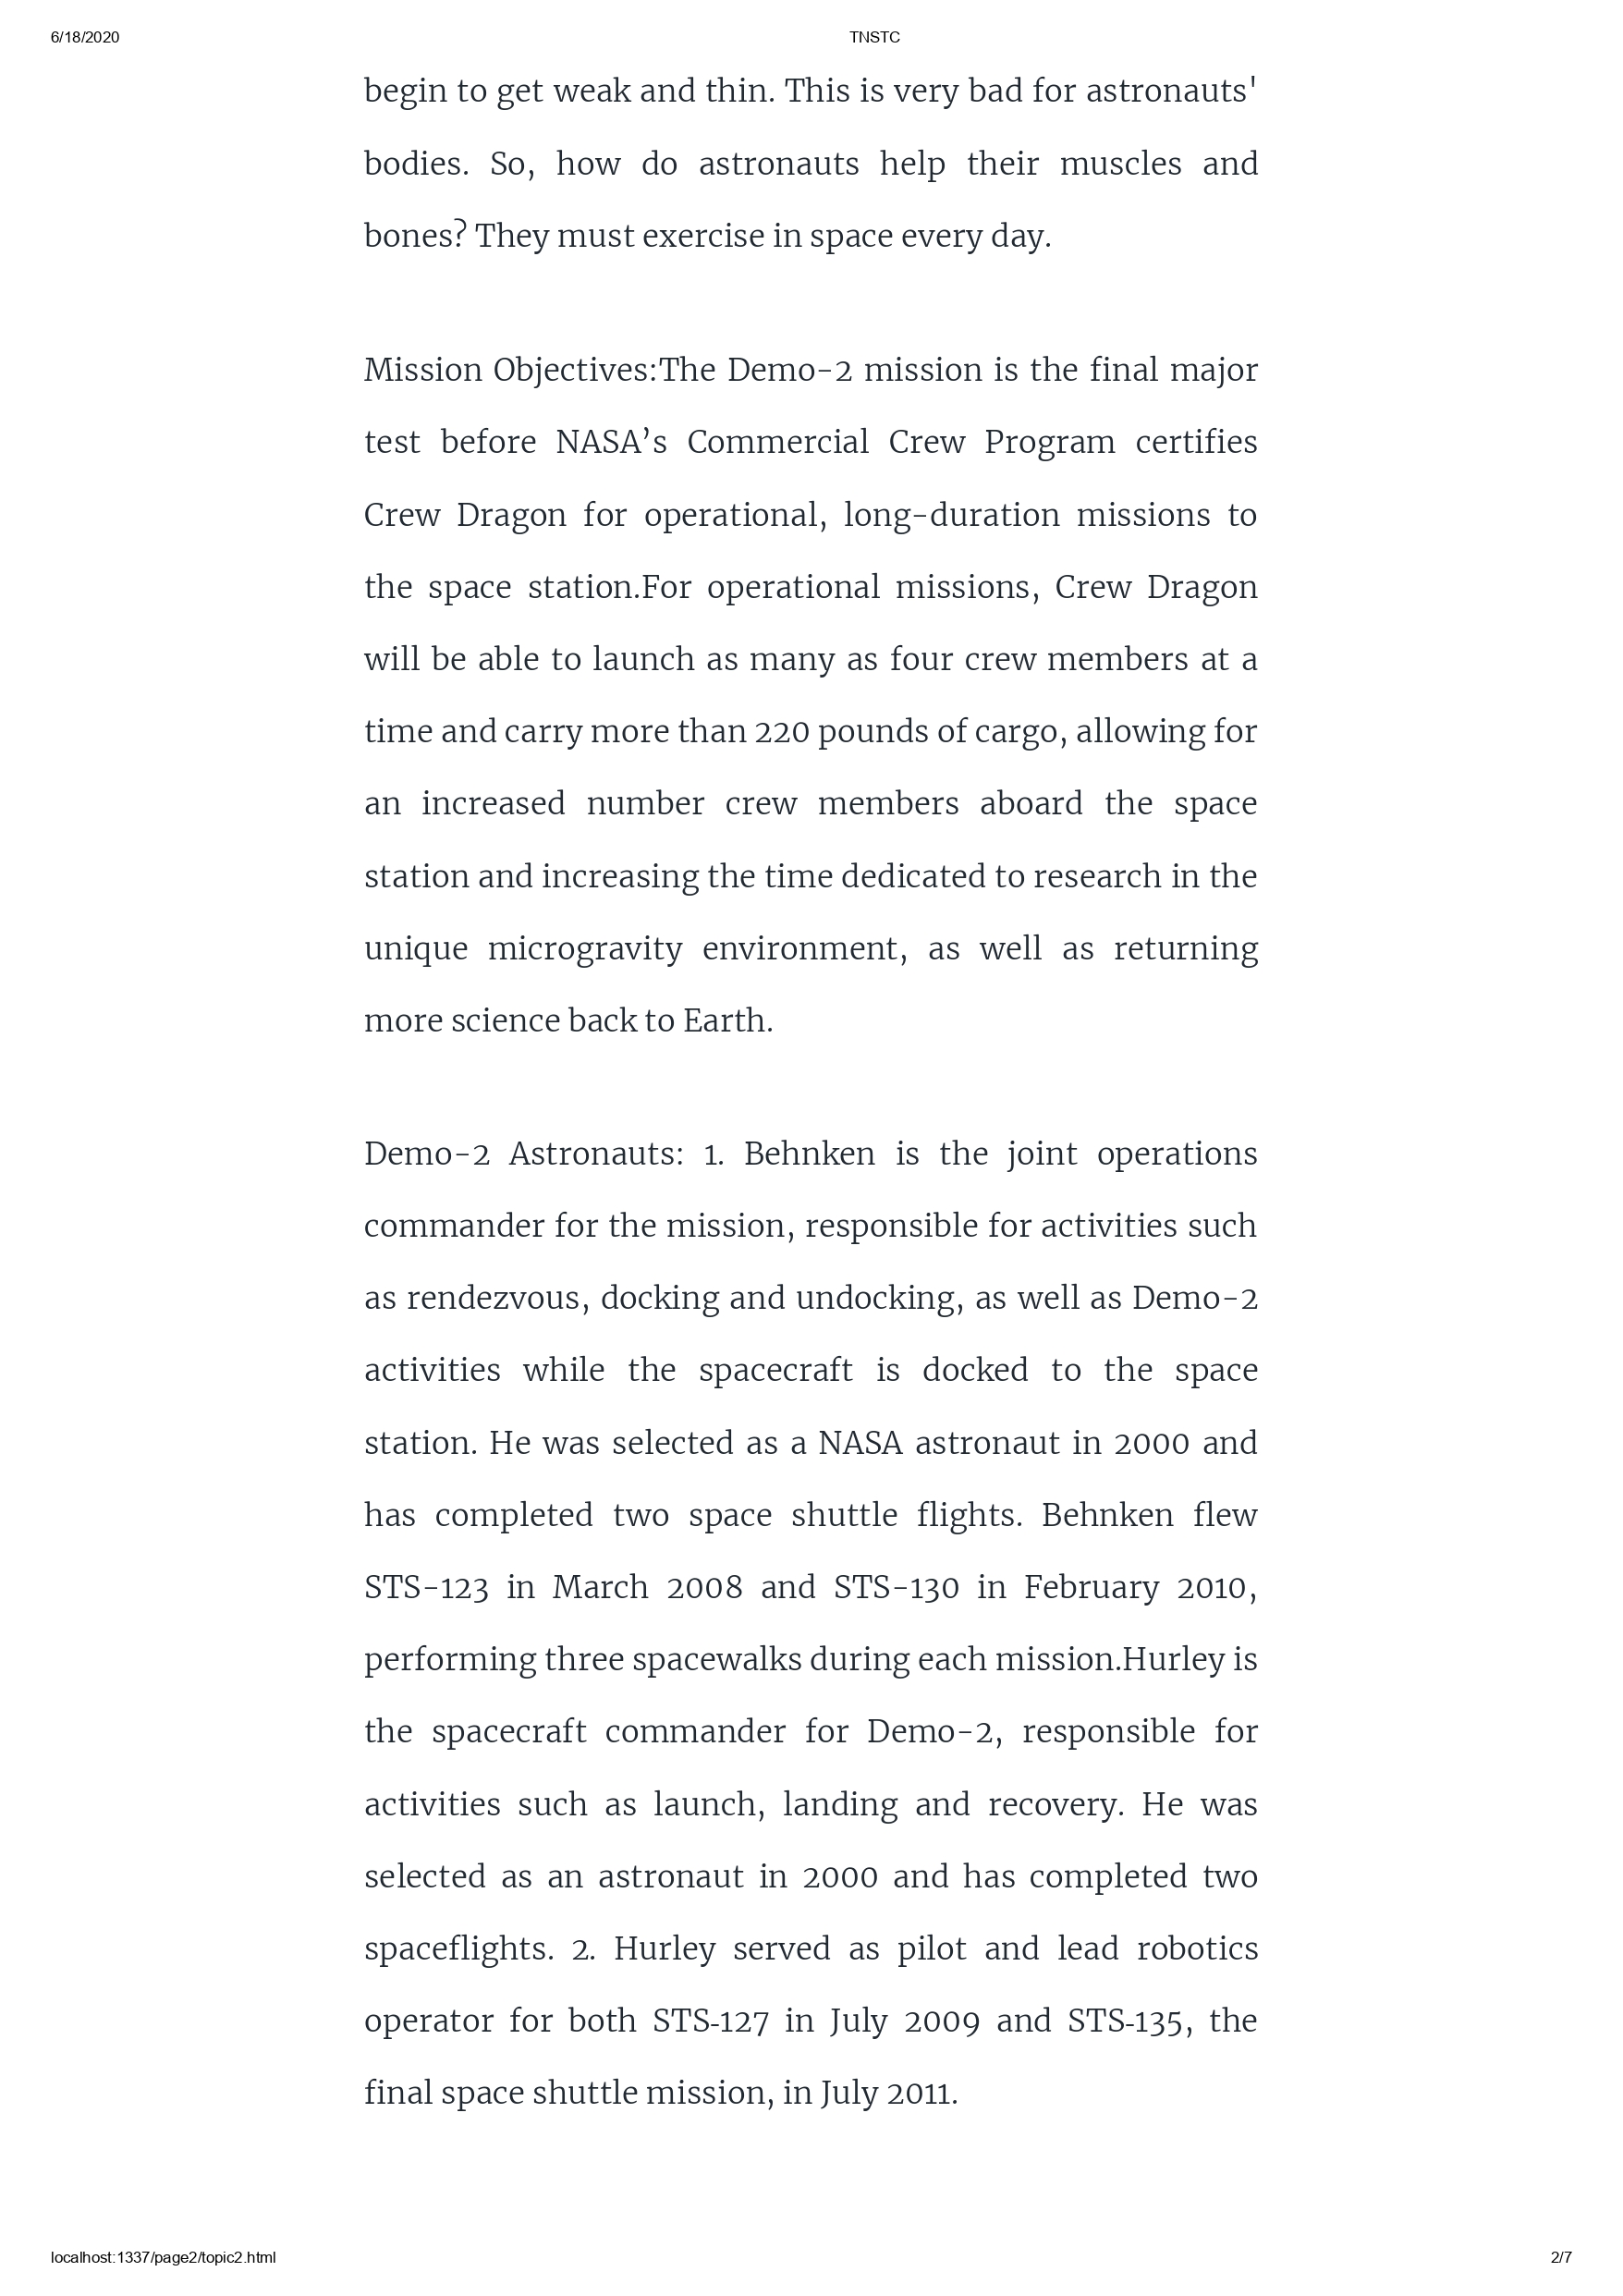 6/18/2020 TNSTC
begin to get weak and thin. This is very bad for astronauts'
bodies. So, how do astronauts help their muscles and
bones? They must exercise in space every day.
Mission Objectives:The Demo-2 mission is the final major
test before NASA’s Commercial Crew Program certifies
Crew Dragon for operational, long-duration missions to
the space station.For operational missions, Crew Dragon
will be able to launch as many as four crew members at a
time and carry more than 220 pounds of cargo, allowing for
an increased number crew members aboard the space
station and increasing the time dedicated to research in the
unique microgravity environment, as well as returning
more science back to Earth.
Demo-2 Astronauts: 1. Behnken is the joint operations
commander for the mission, responsible for activities such
as rendezvous, docking and undocking, as well as Demo-2
activities while the spacecraft is docked to the space
station. He was selected as a NASA astronaut in 2000 and
has completed two space shuttle flights. Behnken flew
STS-123 in March 2008 and STS-130 in February 2010,
performing three spacewalks during each mission.Hurley is
the spacecraft commander for Demo-2, responsible for
activities such as launch, landing and recovery. He was
selected as an astronaut in 2000 and has completed two
spaceflights. 2. Hurley served as pilot and lead robotics
operator for both STS‐127 in July 2009 and STS‐135, the
final space shuttle mission, in July 2011.
localhost:1337/page2/topic2.html 2/7